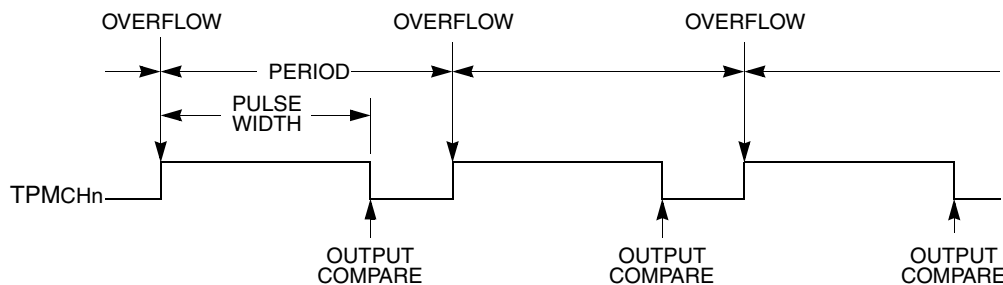 OVERFLOW OVERFLOW OVERFLOW
PERIOD
PULSE
WIDTH
TPMCHn
OUTPUT
COMPARE
OUTPUT
COMPARE
OUTPUT
COMPARE